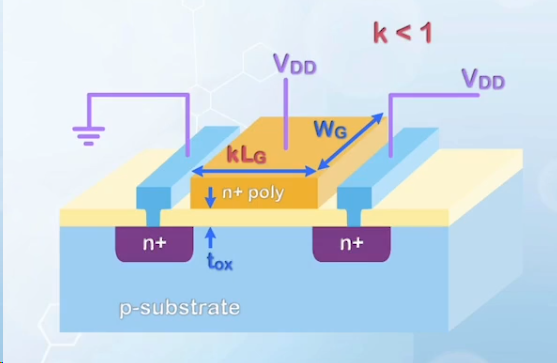 k < 1
VDD
VDD
WG
kLG
n+ poly
n+
n+
tox
p-substrate